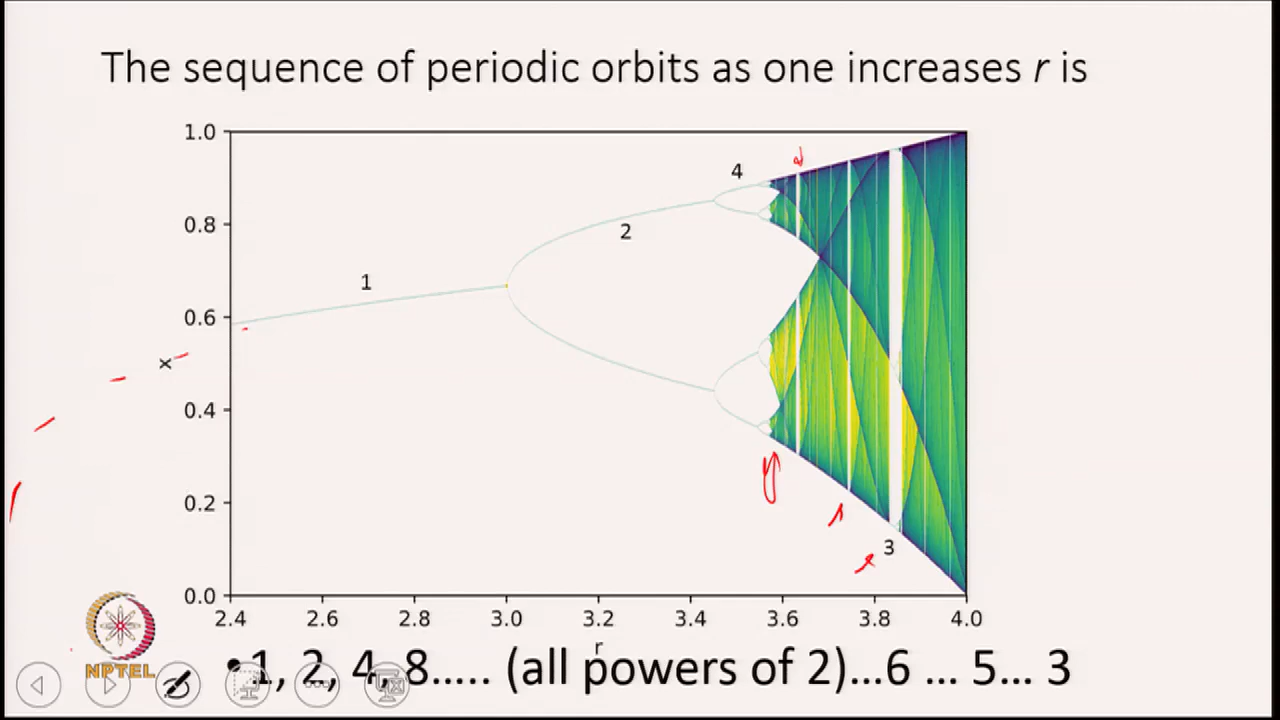 The sequence of periodic orbits as one increases r is
1.0
4
0.8
2
1
0.6
x
0.4
0.2
3
0.0
2.4 2.6 2.8 3.0 3.2 3.4 3.6 3.8 4.0
r
•1, 2, 4, 8..... (all powers of 2)...6 ... 5... 3
NPTEL